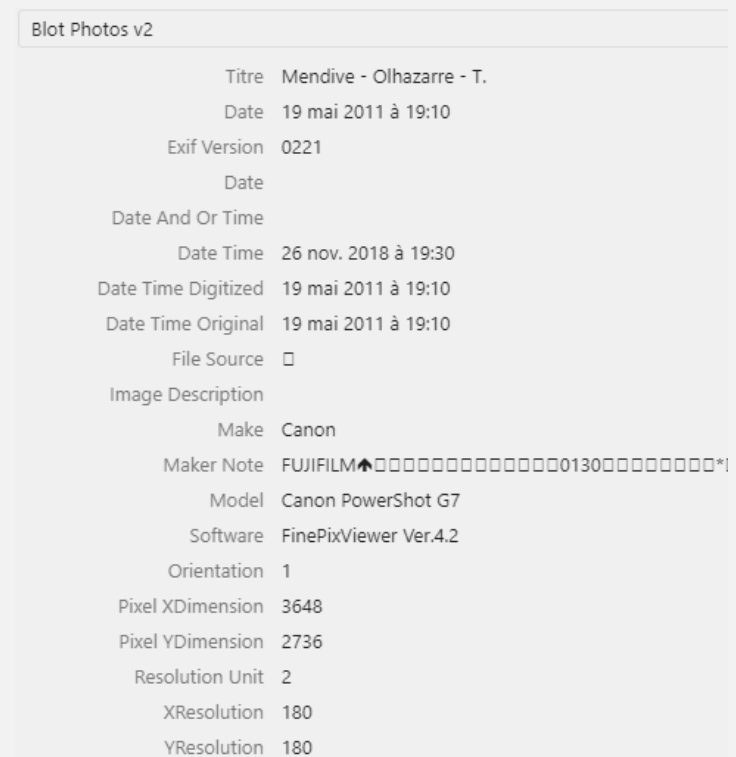 Blot Photos v2
Titre Mendive - Olhazarre - T.
Date 19 mai 2011 à 19:10
Exif Version 0221
Date
Date And Or Time
Date Time 26 nov. 2018 à 19:30
Date Time Digitized 19 mai 2011 à 19:10
Date Time Original 19 mai 2011 à 19:10
File Source □
Image Description
Make Canon
Maker Note FUJIFILM🡩□□□□□□□□□□□□□0130□□□□□□□□*
Model Canon PowerShot G7
Software FinePixViewer Ver.4.2
Orientation 1
Pixel XDimension 3648
Pixel YDimension 2736
Resolution Unit 2
XResolution 180
YResolution 180